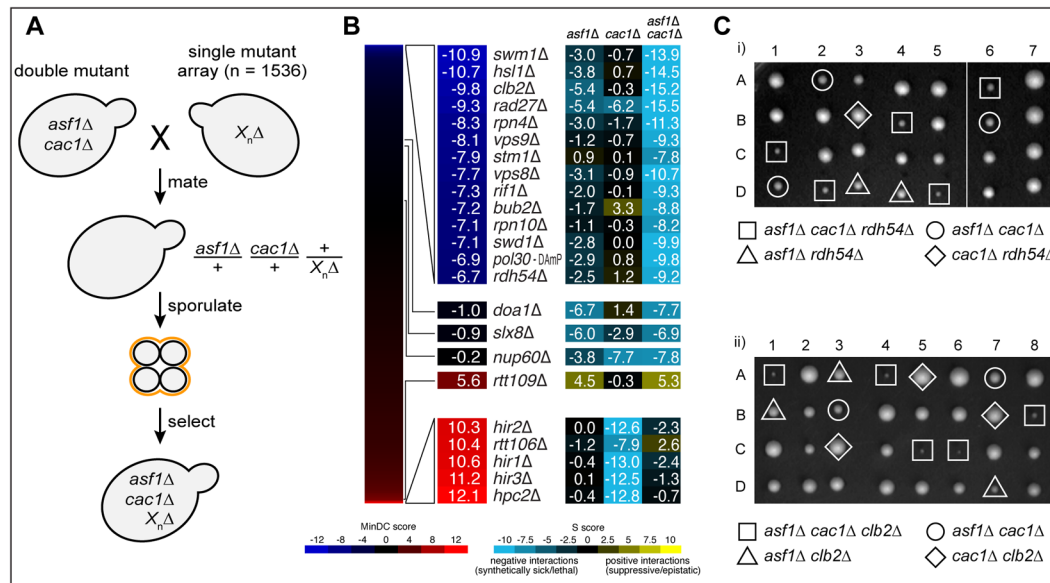 A)
double mutant
single mutant
array (n = 1536)
asf1Δ
cac1Δ
X
XnΔ
mate
asf1Δ cac1Δ +
+ + XnΔ
sporulate
select
asf1Δ
cac1Δ
XnΔ
B
asf1Δ cac1Δ asf1Δ cac1Δ
-10.9 swm1Δ -3.0 -0.7 -13.9
-10.7 hsl1Δ -3.8 0.7 -14.5
-9.8 clb2Δ -5.4 -0.3 -15.2
-9.3 rad27Δ -5.4 -6.2 -15.5
-8.3 rpn4Δ -3.0 -1.7 -11.3
-8.1 vps9Δ -1.2 -0.7 -9.3
-7.9 stm1Δ 0.9 0.1 -7.8
-7.7 vps8Δ -3.1 -0.9 -10.7
-7.3 rif1Δ -2.0 -0.1 -9.3
-7.2 bub2Δ -1.7 3.3 -8.8
-7.1 rpn10Δ -1.1 -0.3 -8.2
-7.1 swd1Δ -2.8 0.0 -9.9
-6.9 pol30-DAmP -2.9 0.8 -9.8
-6.7 rdh54Δ -2.5 1.2 -9.2
-1.0 doa1Δ -6.7 1.4 -7.7
-0.9 slx8Δ -6.0 -2.9 -6.9
-0.2 nup60Δ -3.8 -7.7 -7.8
5.6 rtt109Δ 4.5 -0.3 5.3
10.3 hir2Δ 0.0 -12.6 -2.3
10.4 rtt106Δ -1.2 -7.9 2.6
10.6 hir1Δ -0.4 -13.0 -2.4
11.2 hir3Δ 0.1 -12.5 -1.3
12.1 hpc2Δ -0.4 -12.8 -0.7
MinDC score
-12 -8 -4 0 4 8 12
S score
-10 -7.5 -5 -2.5 0 2.5 5 7.5 10
negative interactions
(synthetically sick/lethal)
positive interactions
(suppressive/epistatic)
C
i)
1 2 3 4 5 6 7
A
B
C
D
asf1Δ cac1Δ rdh54Δ asf1Δ cac1Δ
asf1Δ rdh54Δ cac1Δ rdh54Δ
ii)
1 2 3 4 5 6 7 8
A
B
C
D
asf1Δ cac1Δ clb2Δ asf1Δ cac1Δ
asf1Δ clb2Δ cac1Δ clb2Δ